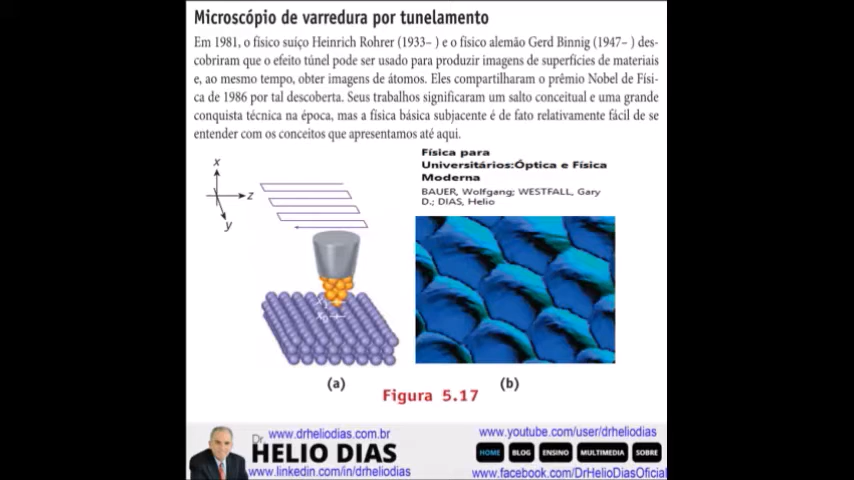 Microscópio de varredura por tunelamento
Em 1981, o físico suíço Heinrich Rohrer (1933– ) e o físico alemão Gerd Binnig (1947– ) des-
cobriram que o efeito túnel pode ser usado para produzir imagens de superfícies de materiais
e, ao mesmo tempo, obter imagens de átomos. Eles compartilharam o prêmio Nobel de Físi-
ca de 1986 por tal descoberta. Seus trabalhos significaram um salto conceitual e uma grande
conquista técnica na época, mas a física básica subjacente é de fato relativamente fácil de se
entender com os conceitos que apresentamos até aqui.
Física para
Universitários:Óptica e Física
Moderna
BAUER, Wolfgang; WESTFALL, Gary
D.; DIAS, Helio
x
z
y
x₁
x₀
(a)
(b)
Figura 5.17
www.drheliodias.com.br
Dr.
HELIO DIAS
www.linkedin.com/in/drheliodias
www.youtube.com/user/drheliodias
HOME BLOG ENSINO MULTIMEDIA SOBRE
www.facebook.com/DrHelioDiasOficial